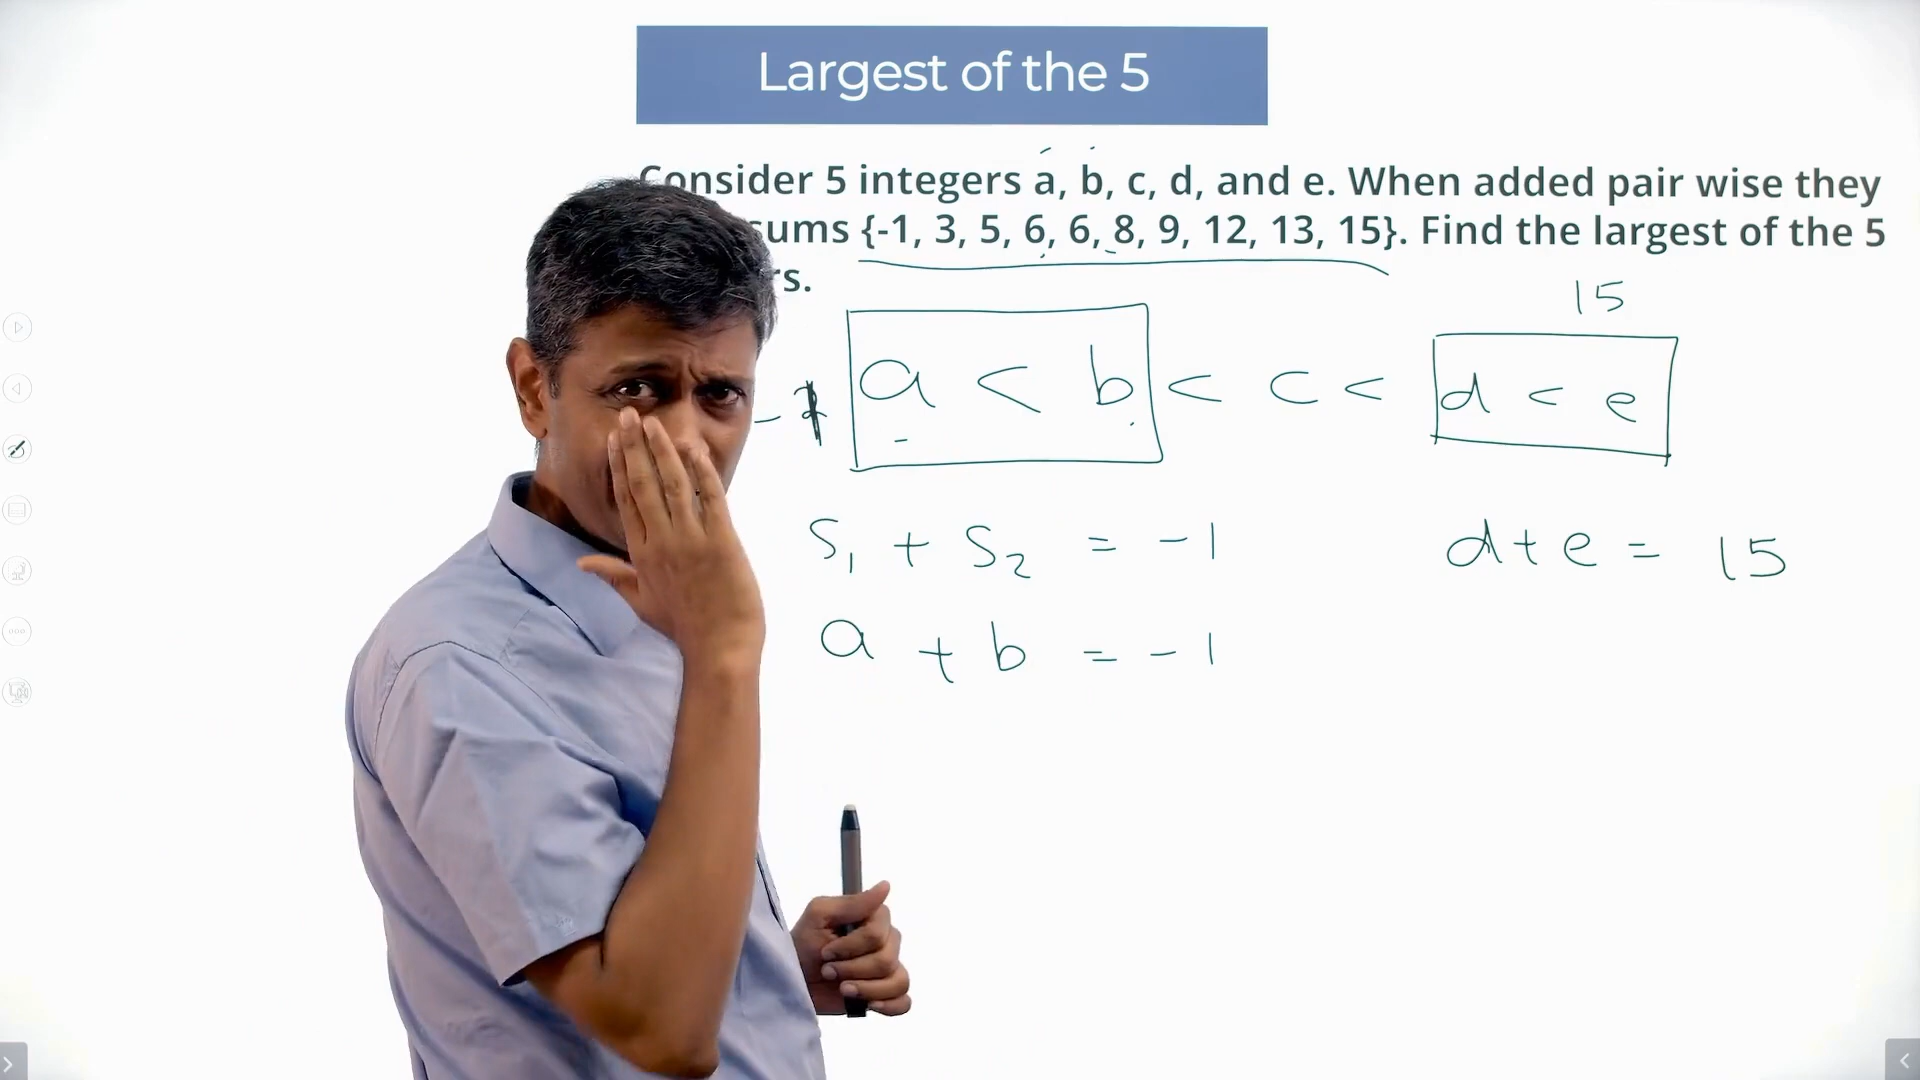 Largest of the 5
Consider 5 integers a, b, c, d, and e. When added pair wise they
sums {-1, 3, 5, 6, 6, 8, 9, 12, 13, 15}. Find the largest of the 5
15
a < b < c < d < e
S₁ + S₂ = -1
d+e = 15
a + b = -1